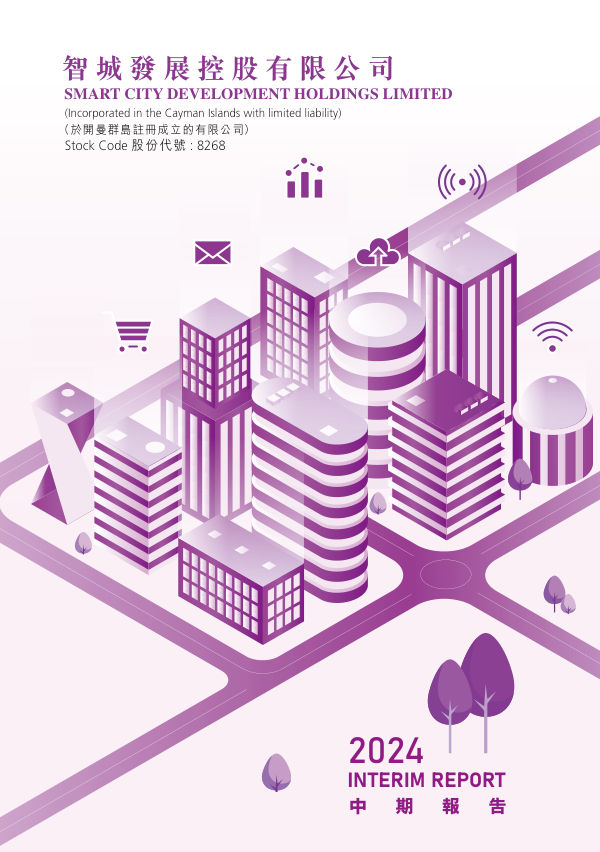 智城發展控股有限公司
SMART CITY DEVELOPMENT HOLDINGS LIMITED
(Incorporated in the Cayman Islands with limited liability)
(於開曼群島註冊成立的有限公司)
Stock Code 股份代號 : 8268
2024
INTERIM REPORT
中期報告